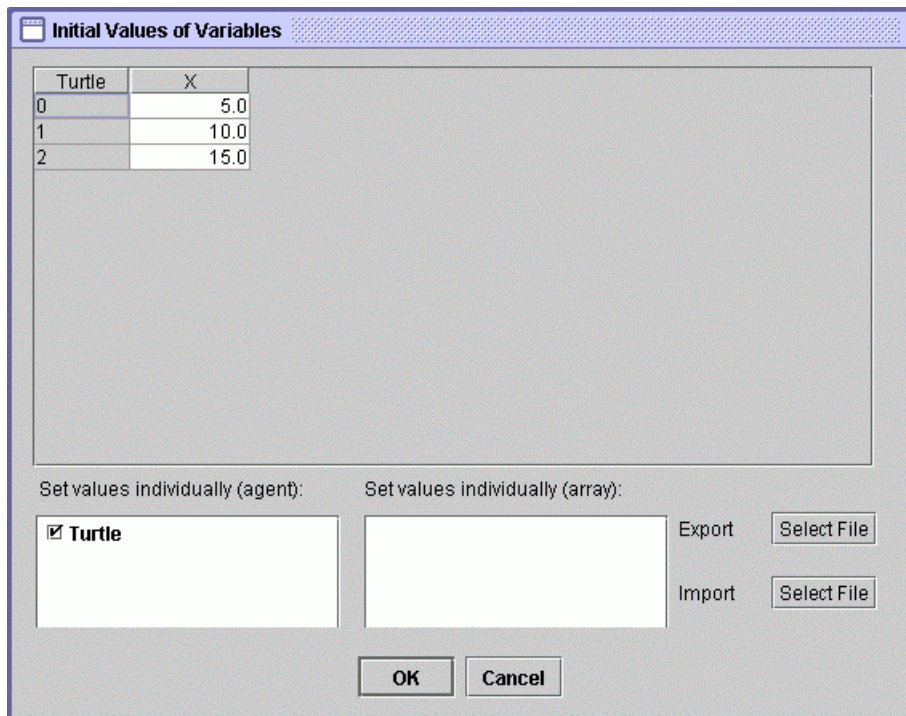 Initial Values of Variables
Turtle X
0 5.0
1 10.0
2 15.0
Set values individually (agent): Set values individually (array):
Turtle
Export Select File
Import Select File
OK Cancel